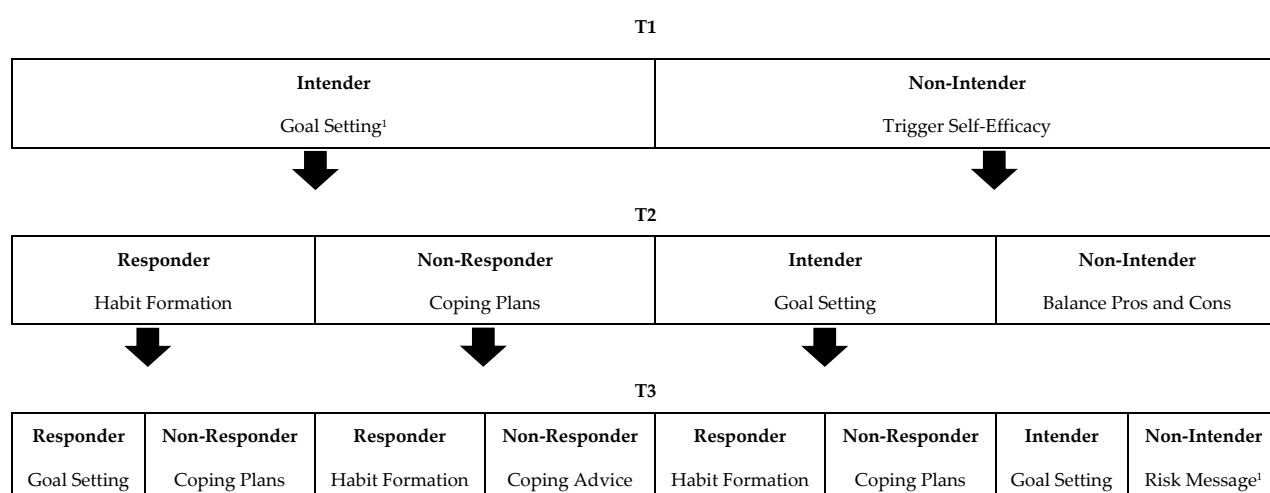 T1
Intender Non-Intender
Goal Setting¹ Trigger Self-Efficacy
T2
Responder Non-Responder Intender Non-Intender
Habit Formation Coping Plans Goal Setting Balance Pros and Cons
T3
Responder Non-Responder Responder Non-Responder Responder Non-Responder Intender Non-Intender
Goal Setting Coping Plans Habit Formation Coping Advice Habit Formation Coping Plans Goal Setting Risk Message¹